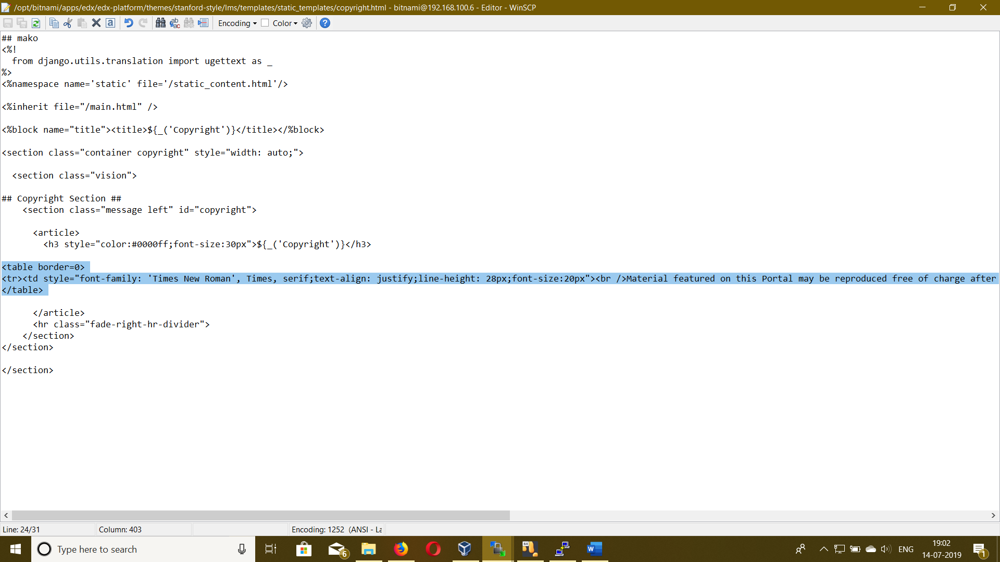 /opt/bitnami/apps/edx/edx-platform/themes/stanford-style/lms/templates/static_templates/copyright.html - bitnami@192.168.100.6 - Editor - WinSCP
Encoding Color
## mako
<%!
  from django.utils.translation import ugettext as _
%>
<%namespace name='static' file='/static_content.html'/>
<%inherit file="/main.html" />
<%block name="title"><title>${_('Copyright')}</title></%block>
<section class="container copyright" style="width: auto;">
  <section class="vision">
## Copyright Section ##
    <section class="message left" id="copyright">
      <article>
        <h3 style="color:#0000ff;font-size:30px">${_('Copyright')}</h3>
<table border=0>
<tr><td style="font-family: 'Times New Roman', Times, serif;text-align: justify;line-height: 28px;font-size:20px"><br />Material featured on this Portal may be reproduced free of charge after
</table>
      </article>
      <hr class="fade-right-hr-divider">
    </section>
</section>
</section>
Line: 24/31 Column: 403 Encoding: 1252 (ANSI - La
Type here to search 6 64 W ENG 19:02 1
14-07-2019